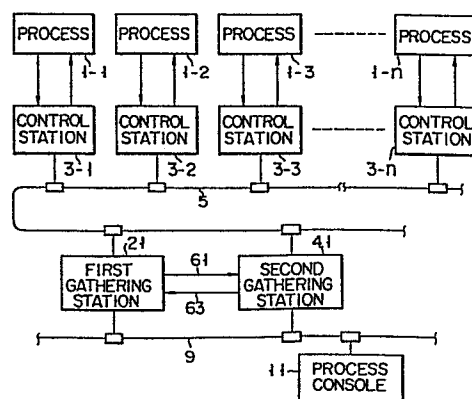 PROCESS PROCESS PROCESS PROCESS
1-1 1-2 1-3 1-n
CONTROL STATION CONTROL STATION CONTROL STATION CONTROL STATION
3-1 3-2 3-3 3-n
5
21 41
FIRST GATHERING STATION 61 SECOND GATHERING STATION
63
9
11 PROCESS CONSOLE